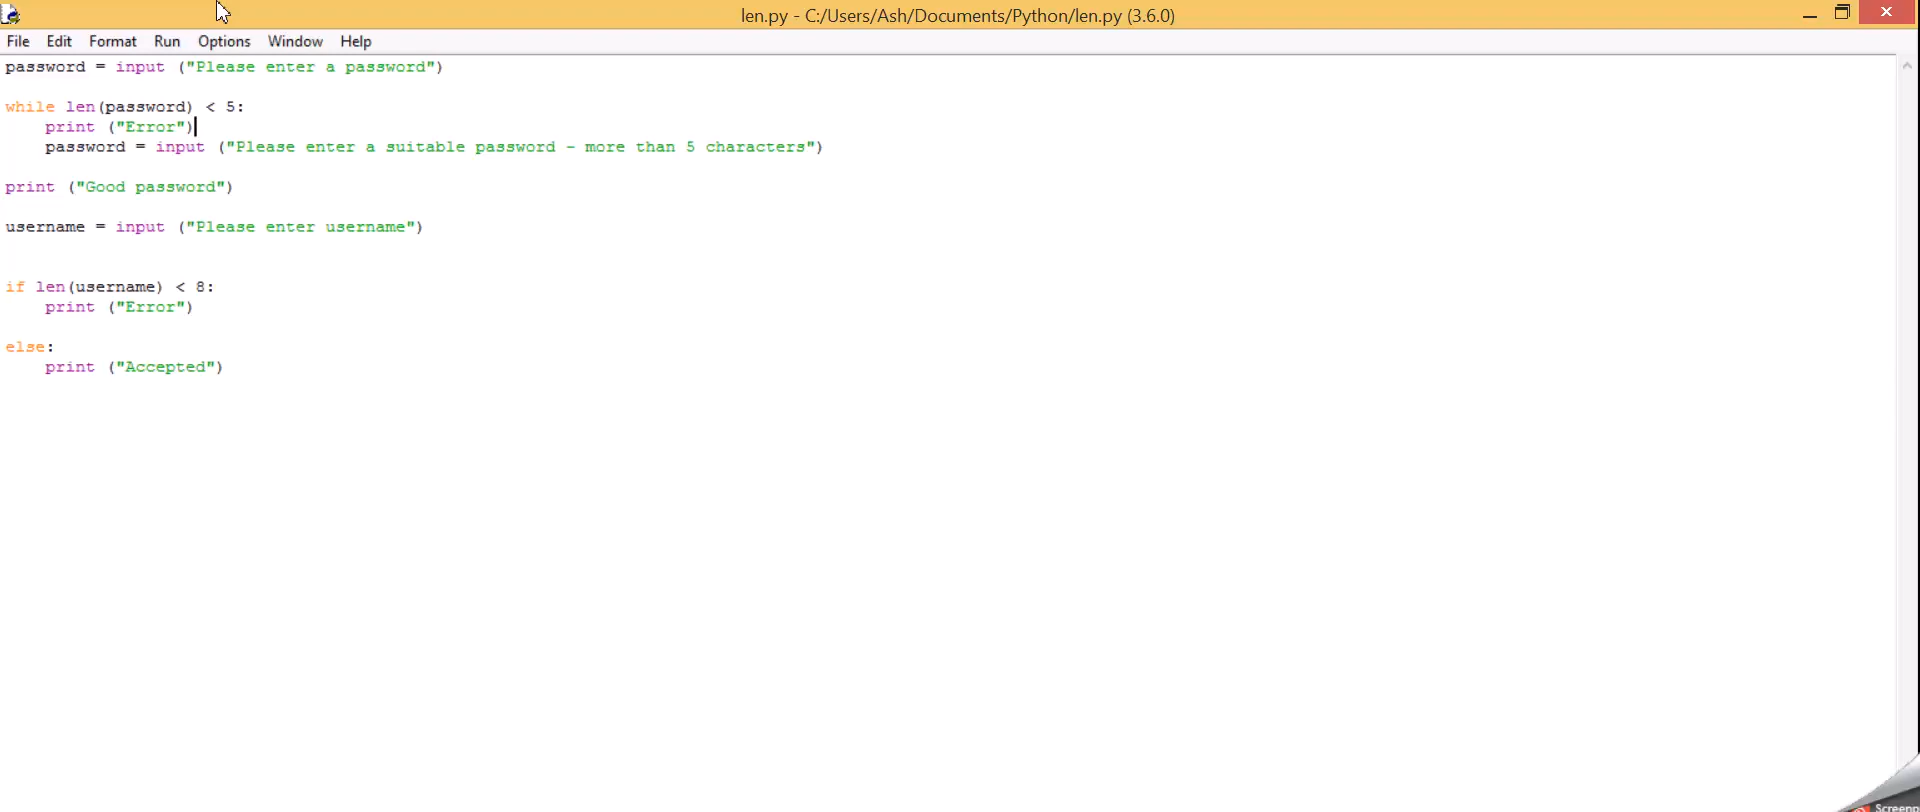 len.py - C:/Users/Ash/Documents/Python/len.py (3.6.0)
File Edit Format Run Options Window Help
password = input ("Please enter a password")
while len(password) < 5:
    print ("Error")
    password = input ("Please enter a suitable password - more than 5 characters")
print ("Good password")
username = input ("Please enter username")
if len(username) < 8:
    print ("Error")
else:
    print ("Accepted")